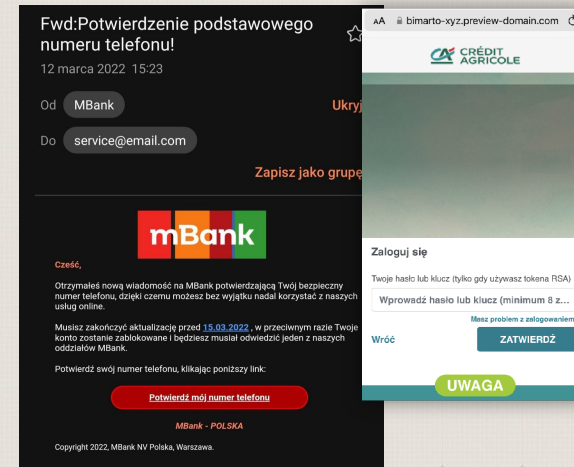 Fwd:Potwierdzenie podstawowego
numeru telefonu!
12 marca 2022 15:23
Od MBank
Ukryj
Do service@email.com
Zapisz jako grupę
mBank
Cześć,
Otrzymałeś nową wiadomość na MBank potwierdzającą Twój bezpieczny
numer telefonu, dzięki czemu możesz bez wyjątku nadal korzystać z naszych
usług online.
Musisz zakończyć aktualizację przed 15.03.2022 , w przeciwnym razie Twoje
konto zostanie zablokowane i będziesz musiał odwiedzić jeden z naszych
oddziałów MBank.
Potwierdź swój numer telefonu, klikając poniższy link:
Potwierdź mój numer telefonu
MBank - POLSKA
Copyright 2022, MBank NV Polska, Warszawa.
AA bimarto-xyz.preview-domain.com
CRÉDIT
AGRICOLE
Zaloguj się
Twoje hasło lub klucz (tylko gdy używasz tokena RSA)
Wprowadź hasło lub klucz (minimum 8 z...
Masz problem z zalogowaniem
Wróć
ZATWIERDŹ
UWAGA